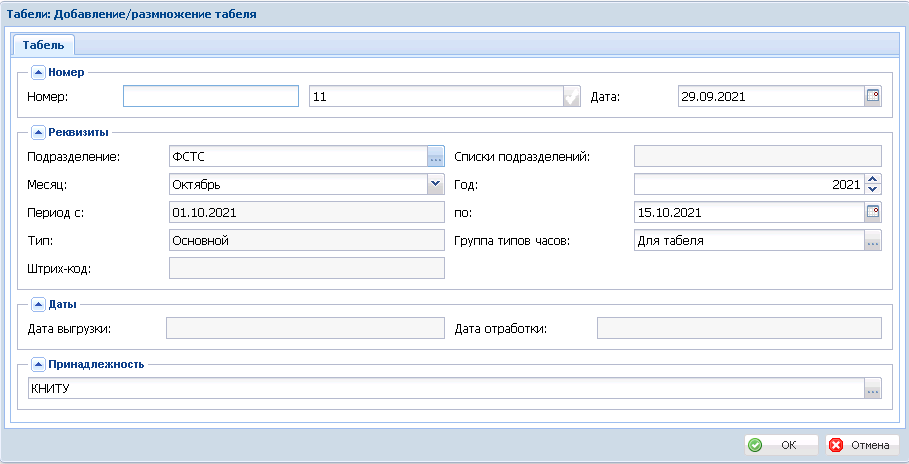 Табели: Добавление/размножение табеля
Табель
Номер
Номер: 11 Дата: 29.09.2021
Реквизиты
Подразделение: ФСТС ... Списки подразделений:
Месяц: Октябрь Год: 2021
Период с: 01.10.2021 по: 15.10.2021
Тип: Основной Группа типов часов: Для табеля ...
Штрих-код:
Даты
Дата выгрузки: Дата отработки:
Принадлежность
КНИТУ ...
ОК Отмена